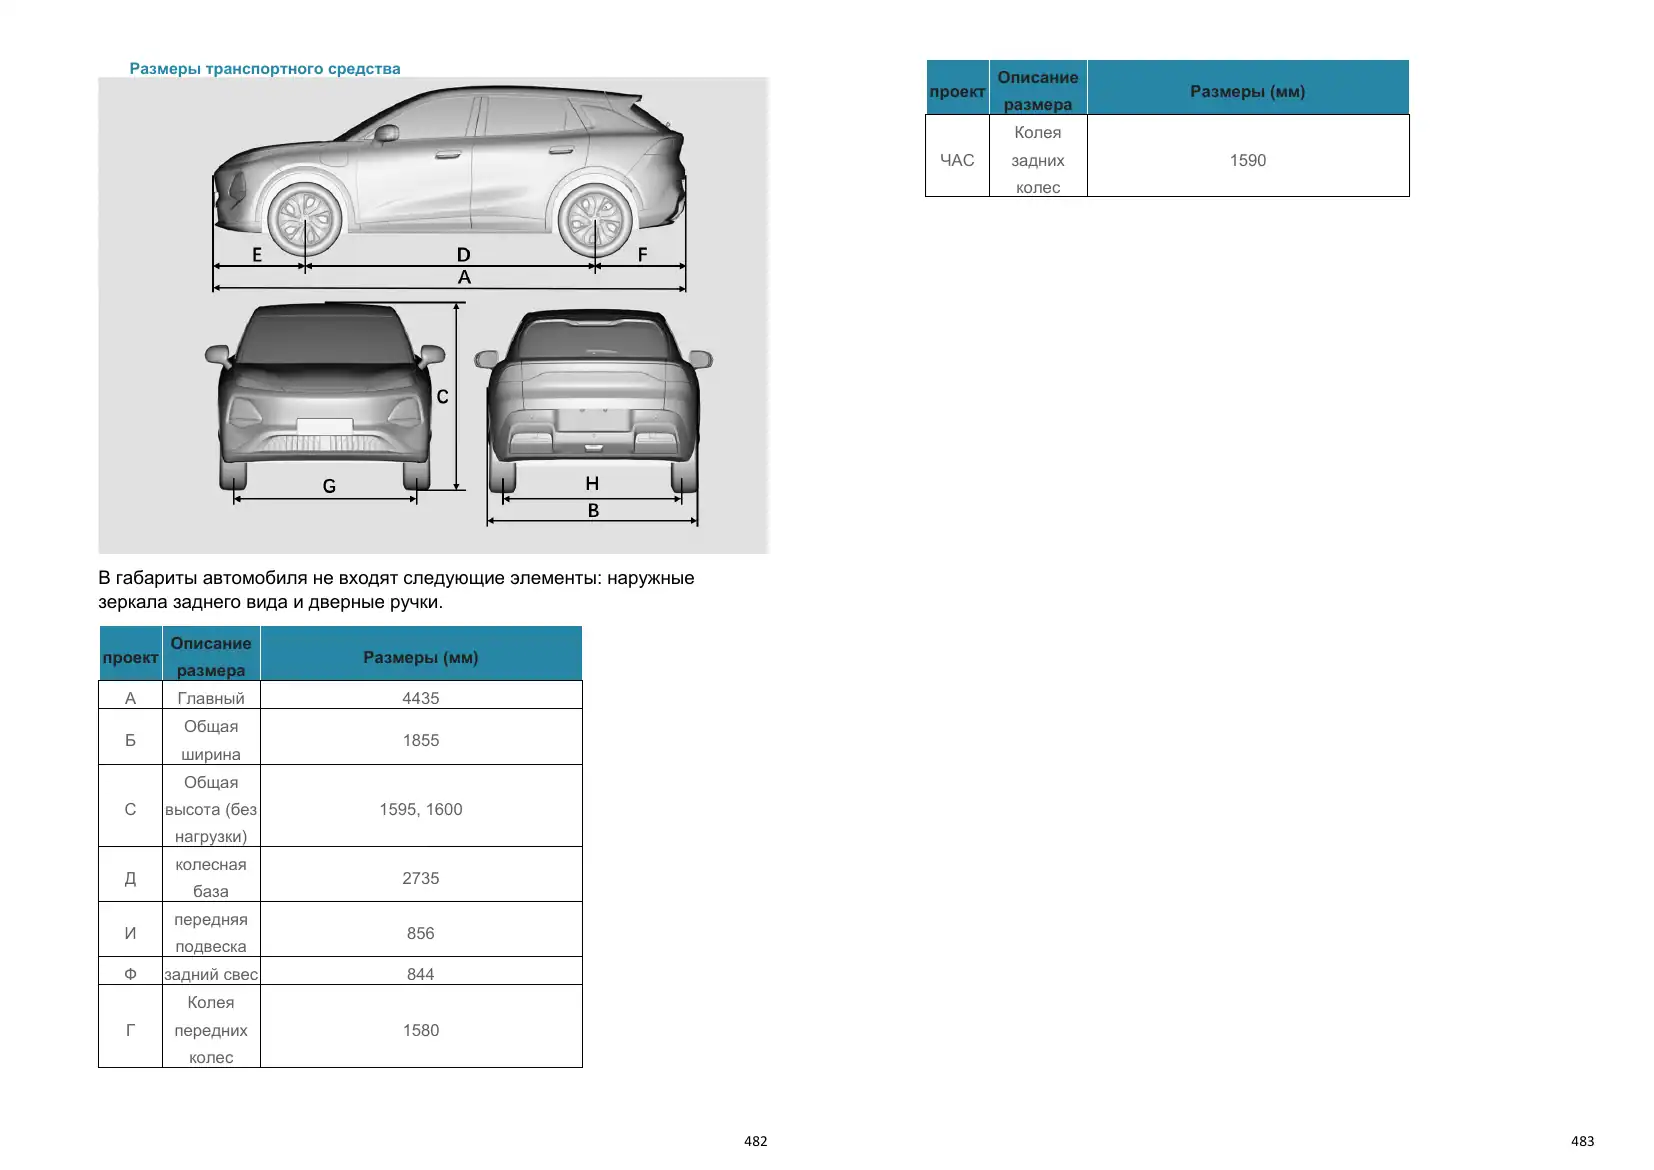 Размеры транспортного средства
E D F
A
C
G H
B
В габариты автомобиля не входят следующие элементы: наружные
зеркала заднего вида и дверные ручки.
проект Описание размера Размеры (мм)
А Главный 4435
Б Общая ширина 1855
С Общая высота (без нагрузки) 1595, 1600
Д колесная база 2735
И передняя подвеска 856
Ф задний свес 844
Г Колея передних колес 1580
482
проект Описание размера Размеры (мм)
ЧАС Колея задних колес 1590
483